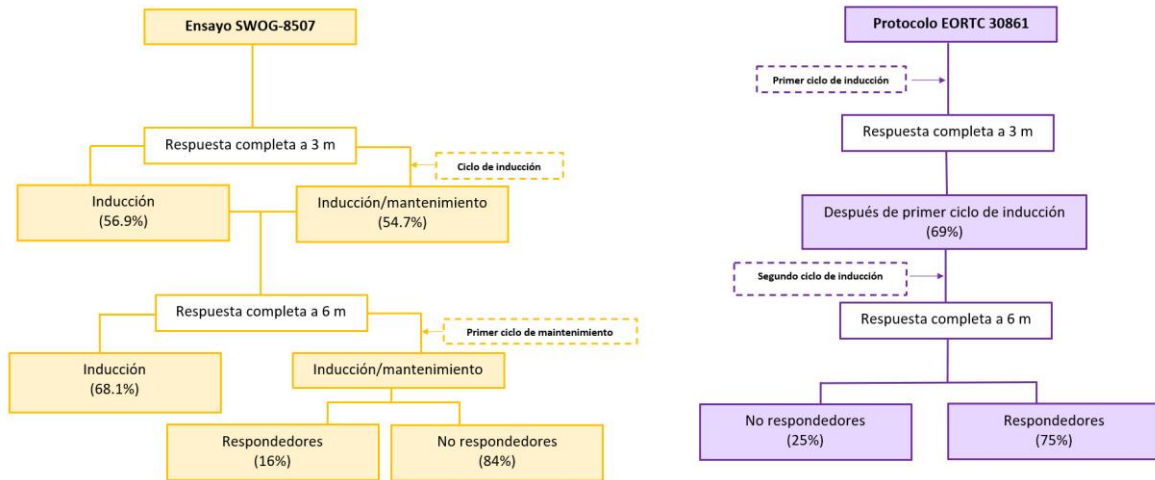 Ensayo SWOG-8507
Respuesta completa a 3 m
Ciclo de inducción
Inducción
(56.9%)
Inducción/mantenimiento
(54.7%)
Respuesta completa a 6 m
Primer ciclo de mantenimiento
Inducción
(68.1%)
Inducción/mantenimiento
Respondedores
(16%)
No respondedores
(84%)
Protocolo EORTC 30861
Primer ciclo de inducción
Respuesta completa a 3 m
Después de primer ciclo de inducción
(69%)
Segundo ciclo de inducción
Respuesta completa a 6 m
No respondedores
(25%)
Respondedores
(75%)